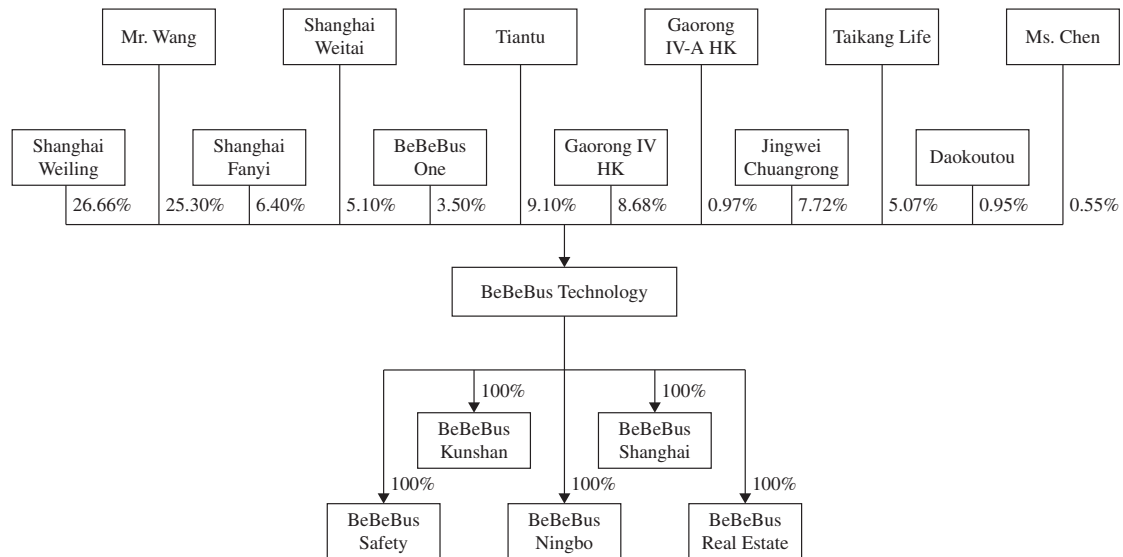 Mr. Wang
Shanghai
Weitai
Tiantu
Gaorong
IV-A HK
Taikang Life
Ms. Chen
Shanghai
Weiling
Shanghai
Fanyi
BeBeBus
One
Gaorong IV
HK
Jingwei
Chuangrong
Daokoutou
26.66%
25.30%
6.40%
5.10%
3.50%
9.10%
8.68%
0.97%
7.72%
5.07%
0.95%
0.55%
BeBeBus Technology
100%
100%
BeBeBus
Kunshan
BeBeBus
Shanghai
100%
100%
100%
BeBeBus
Safety
BeBeBus
Ningbo
BeBeBus
Real Estate